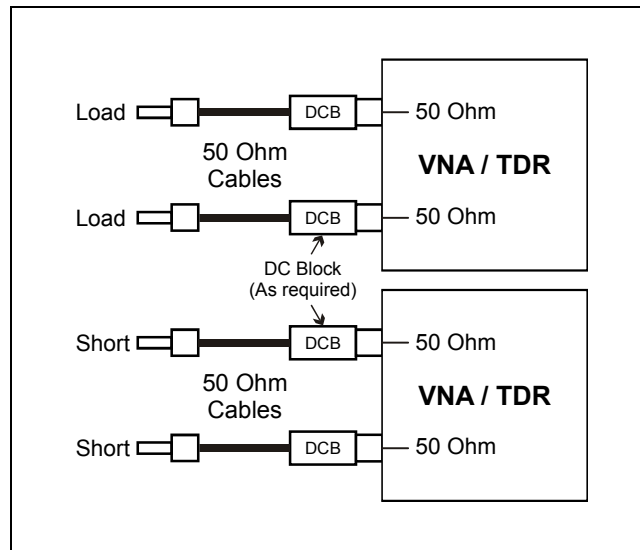 Load
DCB
50 Ohm
50 Ohm
Cables
VNA / TDR
Load
DCB
50 Ohm
DC Block
(As required)
Short
DCB
50 Ohm
50 Ohm
Cables
VNA / TDR
Short
DCB
50 Ohm